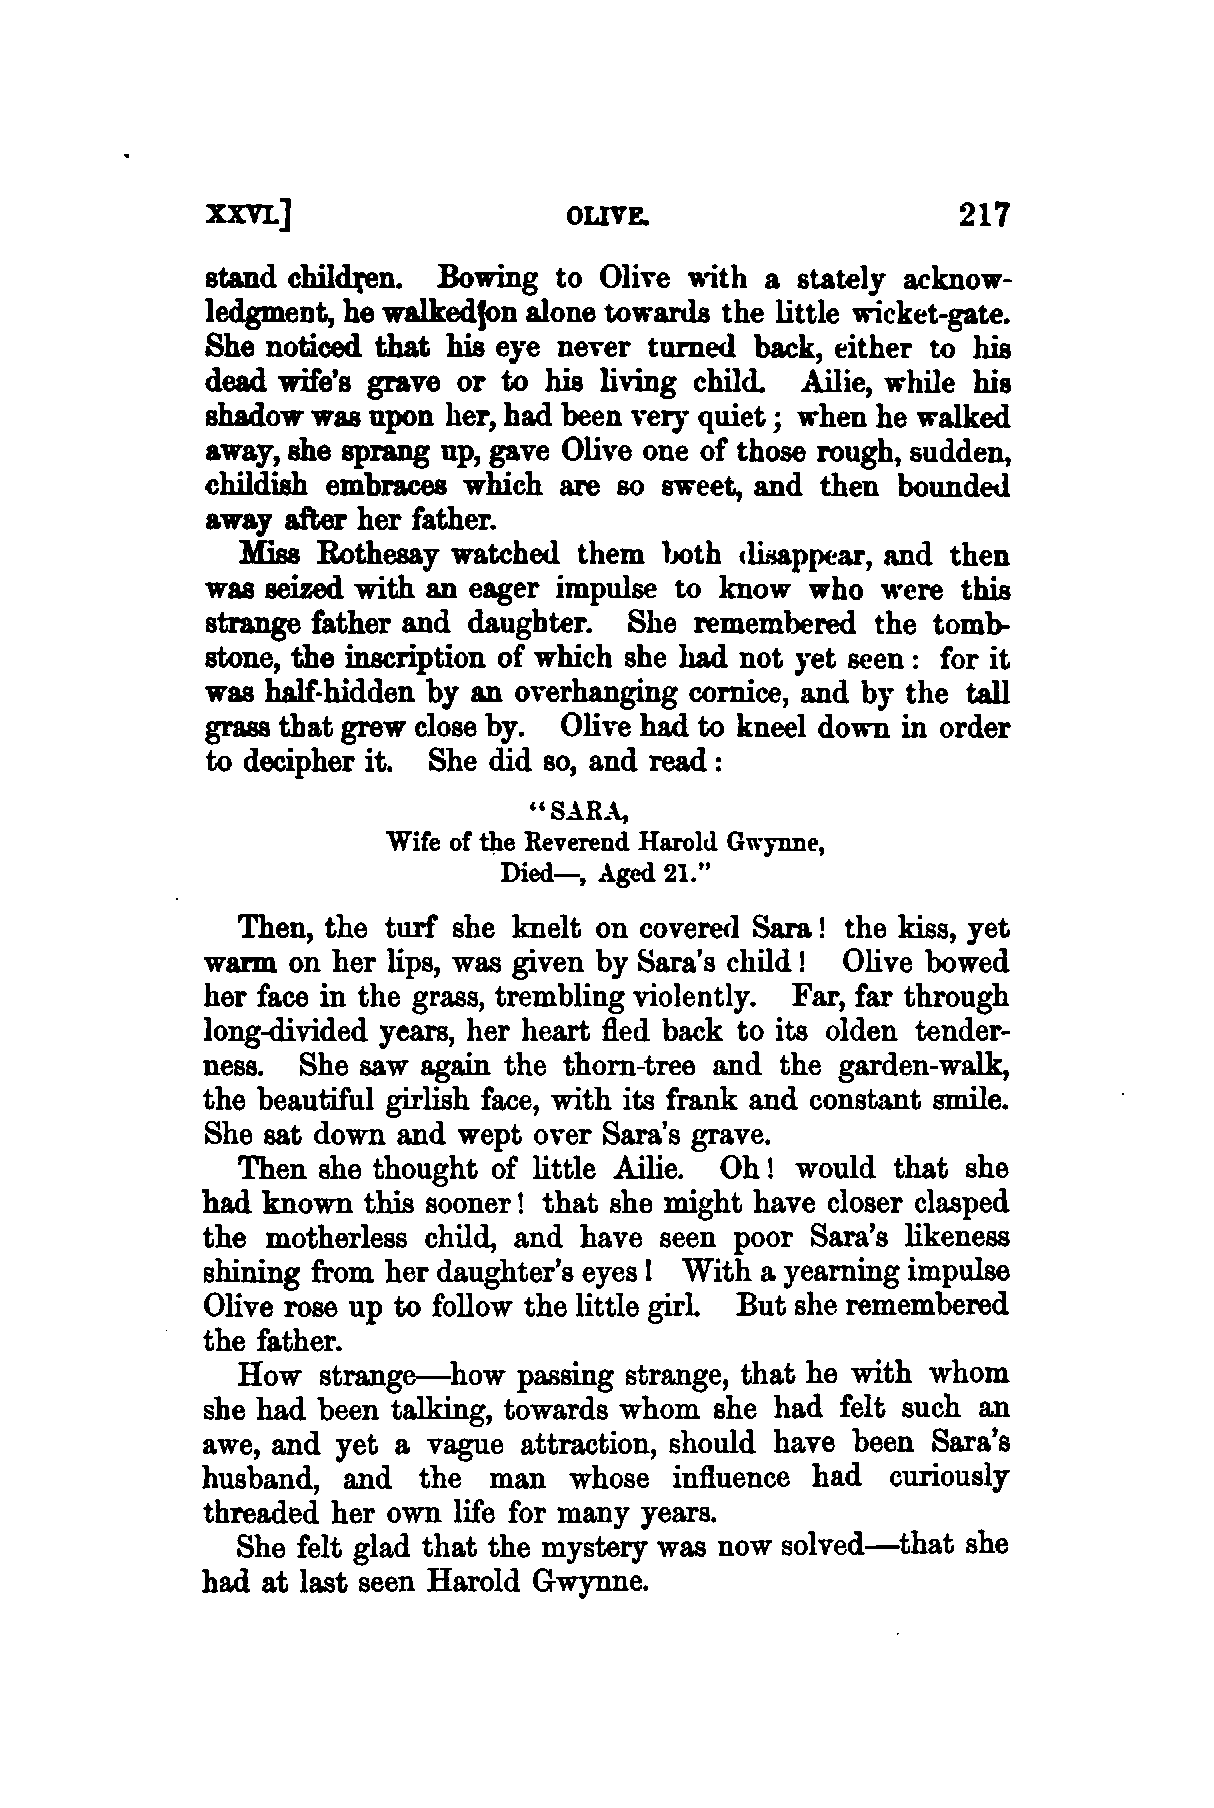 XXVI.] OLIVE. 217
stand children. Bowing to Olive with a stately acknow-
ledgment, he walked on alone towards the little wicket-gate.
She noticed that his eye never turned back, either to his
dead wife's grave or to his living child. Ailie, while his
shadow was upon her, had been very quiet; when he walked
away, she sprang up, gave Olive one of those rough, sudden,
childish embraces which are so sweet, and then bounded
away after her father.
Miss Rothesay watched them both disappear, and then
was seized with an eager impulse to know who were this
strange father and daughter. She remembered the tomb-
stone, the inscription of which she had not yet seen: for it
was half-hidden by an overhanging cornice, and by the tall
grass that grew close by. Olive had to kneel down in order
to decipher it. She did so, and read:
"SARA,
Wife of the Reverend Harold Gwynne,
Died—, Aged 21."
Then, the turf she knelt on covered Sara! the kiss, yet
warm on her lips, was given by Sara's child! Olive bowed
her face in the grass, trembling violently. Far, far through
long-divided years, her heart fled back to its olden tender-
ness. She saw again the thorn-tree and the garden-walk,
the beautiful girlish face, with its frank and constant smile.
She sat down and wept over Sara's grave.
Then she thought of little Ailie. Oh! would that she
had known this sooner! that she might have closer clasped
the motherless child, and have seen poor Sara's likeness
shining from her daughter's eyes! With a yearning impulse
Olive rose up to follow the little girl. But she remembered
the father.
How strange—how passing strange, that he with whom
she had been talking, towards whom she had felt such an
awe, and yet a vague attraction, should have been Sara's
husband, and the man whose influence had curiously
threaded her own life for many years.
She felt glad that the mystery was now solved—that she
had at last seen Harold Gwynne.